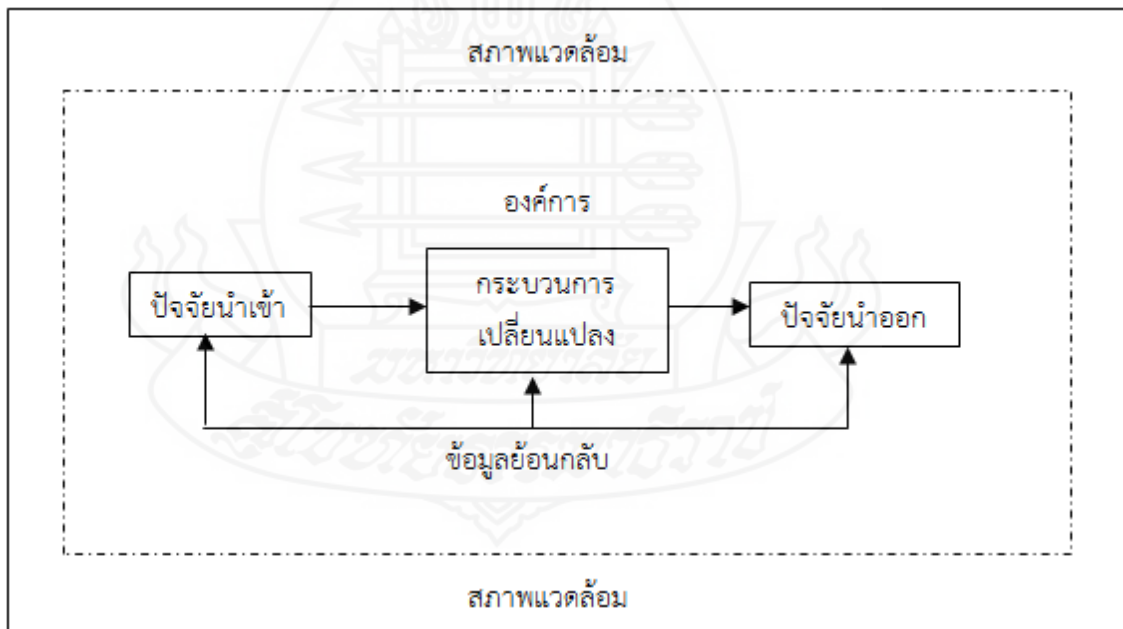 สภาพแวดล้อม
องค์การ
ปัจจัยนำเข้า
กระบวนการ
เปลี่ยนแปลง
ปัจจัยนำออก
ข้อมูลย้อนกลับ
สภาพแวดล้อม